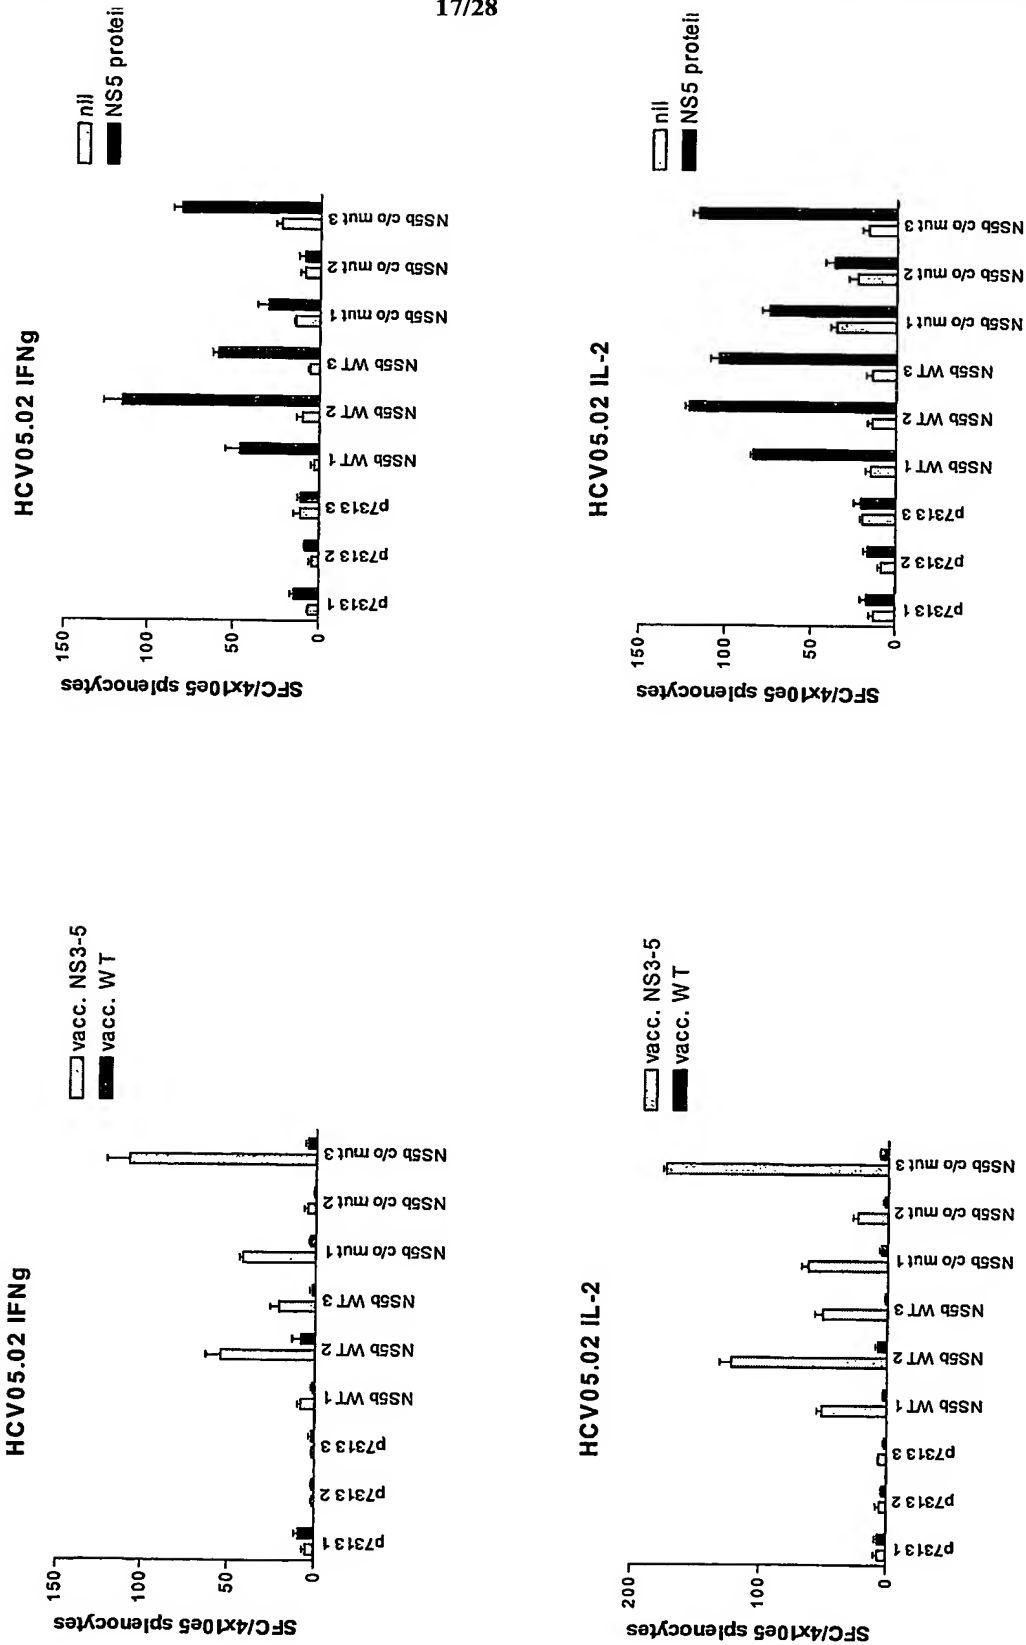 17/28
HCV05.02 IFNg
vacc. NS3-5
vacc. WT
SFC/4x10e5 splenocytes
150
100
50
0
p7313 1
p7313 2
p7313 3
NS5b WT 1
NS5b WT 2
NS5b WT 3
NS5b c/o mut 1
NS5b c/o mut 2
NS5b c/o mut 3
HCV05.02 IFNg
nil
NS5 protei
SFC/4x10e5 splenocytes
150
100
50
0
p7313 1
p7313 2
p7313 3
NS5b WT 1
NS5b WT 2
NS5b WT 3
NS5b c/o mut 1
NS5b c/o mut 2
NS5b c/o mut 3
HCV05.02 IL-2
vacc. NS3-5
vacc. WT
SFC/4x10e5 splenocytes
200
100
0
p7313 1
p7313 2
p7313 3
NS5b WT 1
NS5b WT 2
NS5b WT 3
NS5b c/o mut 1
NS5b c/o mut 2
NS5b c/o mut 3
HCV05.02 IL-2
nil
NS5 protei
SFC/4x10e5 splenocytes
150
100
50
0
p7313 1
p7313 2
p7313 3
NS5b WT 1
NS5b WT 2
NS5b WT 3
NS5b c/o mut 1
NS5b c/o mut 2
NS5b c/o mut 3